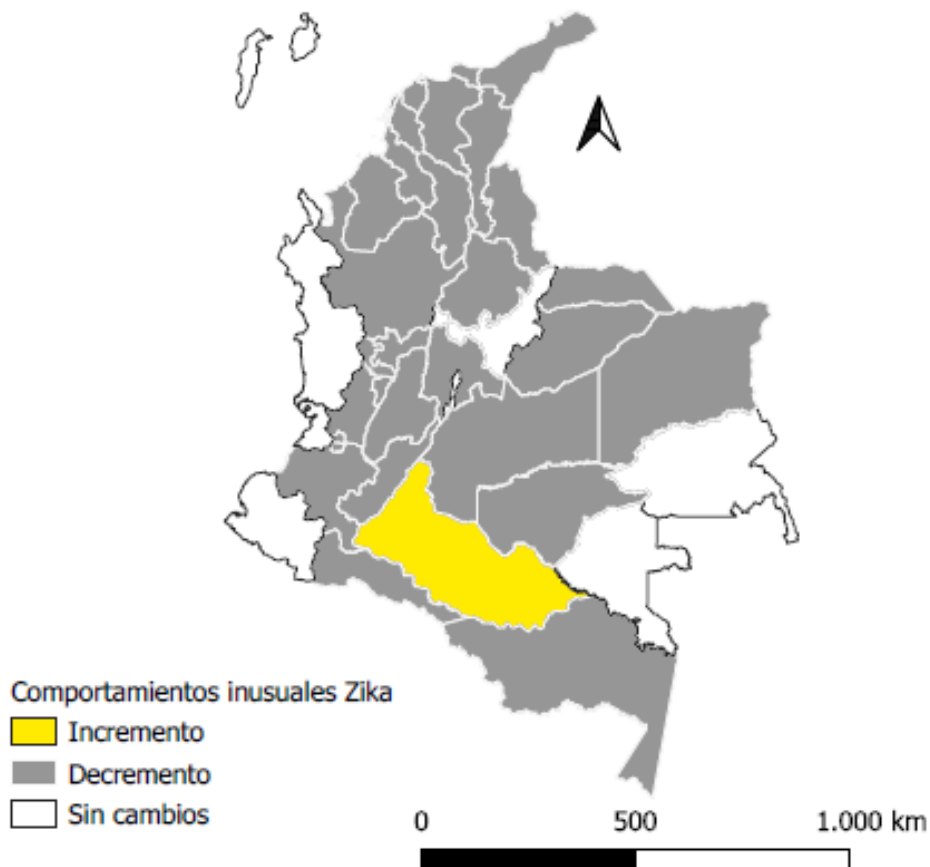 Comportamientos inusuales Zika
Incremento
Decremento
Sin cambios
0 500 1.000 km